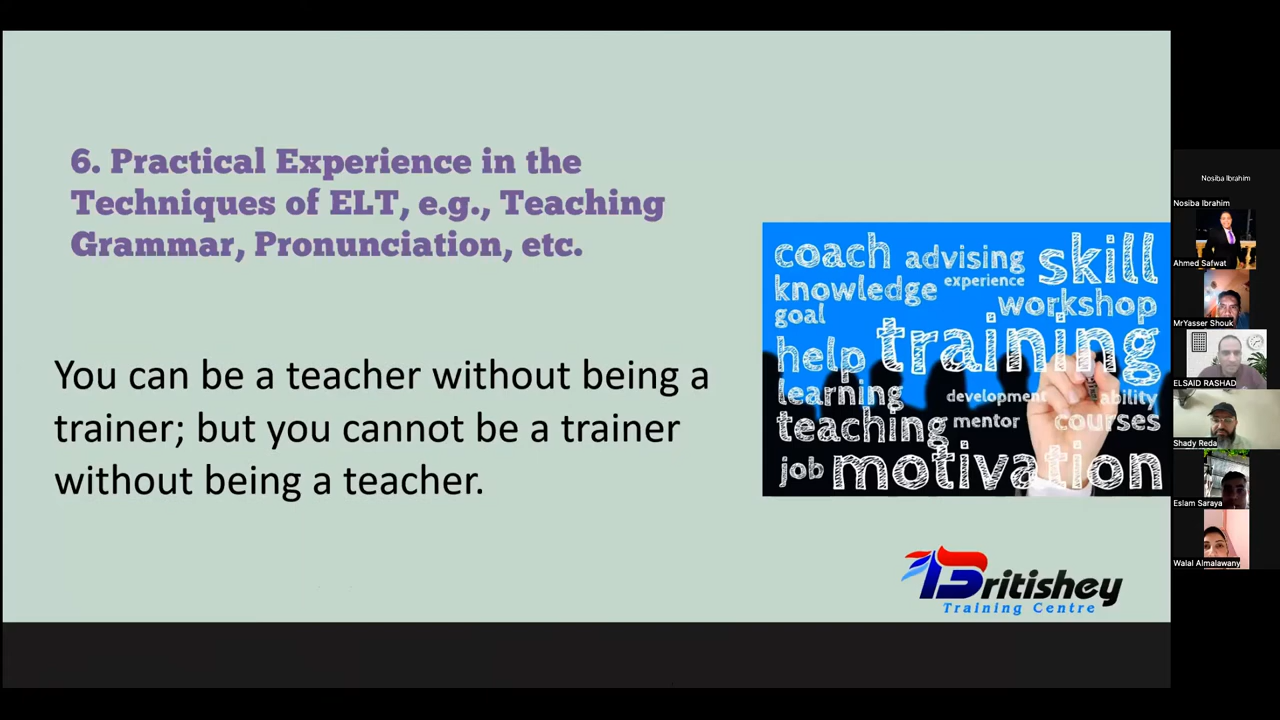 6. Practical Experience in the
Techniques of ELT, e.g., Teaching
Grammar, Pronunciation, etc.
You can be a teacher without being a
trainer; but you cannot be a trainer
without being a teacher.
coach advising skill
knowledge experience
goal workshop
help training
learning development ability
teaching mentor courses
job motivation
Britishey
Training Centre
Nosiba Ibrahim
Nosiba Ibrahim
Ahmed Safwat
MrYasser Shouk
ELSAID RASHAD
Shady Reda
Eslam Saraya
Walal Almalawany